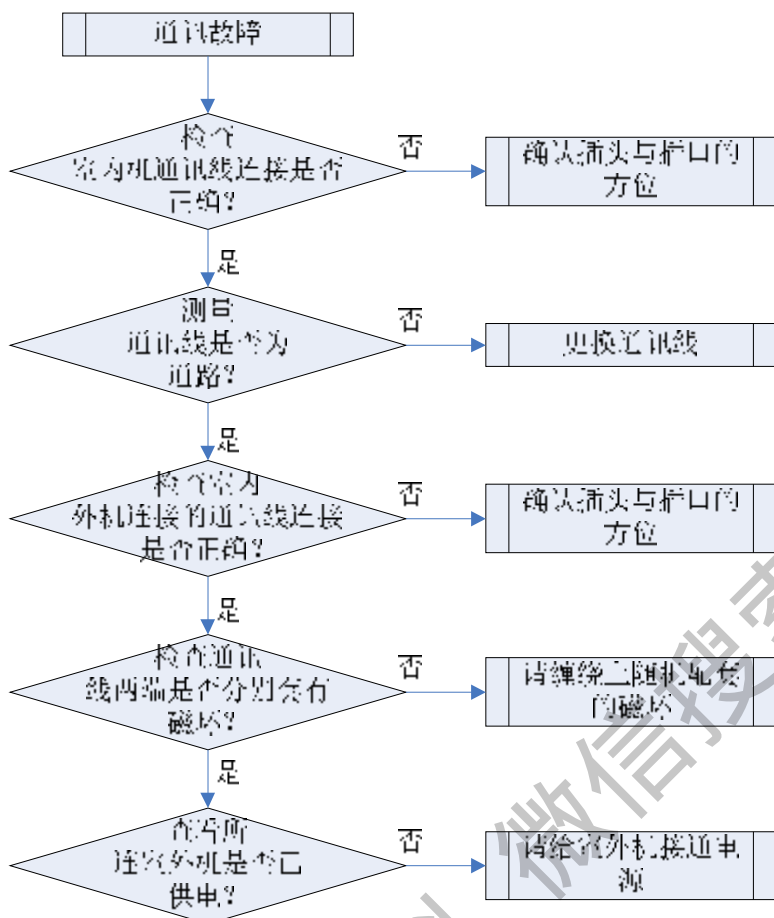 通讯故障
检查
室内机通讯线连接是否
正确?
否
确认插头与插口的
方位
是
测量
通讯线是否为
通路?
否
更换通讯线
是
检查室内
外机连接的通讯线连接
是否正确?
否
确认插头与插口的
方位
是
检查通讯
线两端是否分别套有
磁环?
否
请缠绕上随机配套
的磁环
是
查看所
连室外机是否已
供电?
否
请给室外机接通电
源
微信搜索